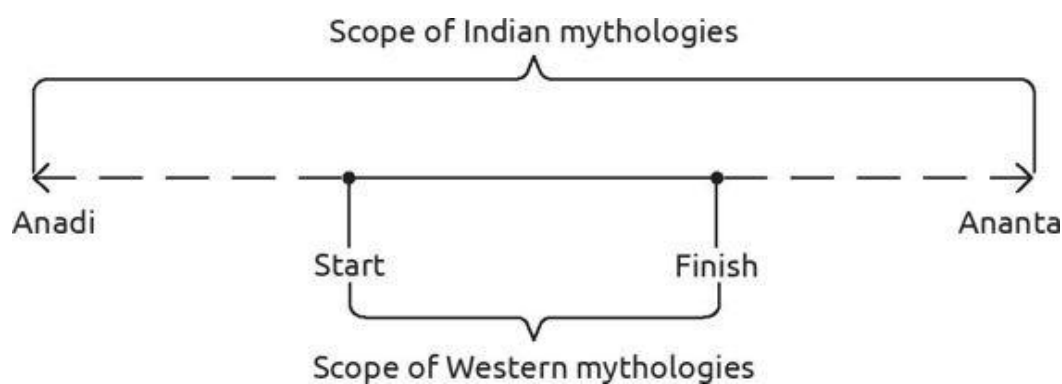 Scope of Indian mythologies
Anadi
Ananta
Start
Finish
Scope of Western mythologies